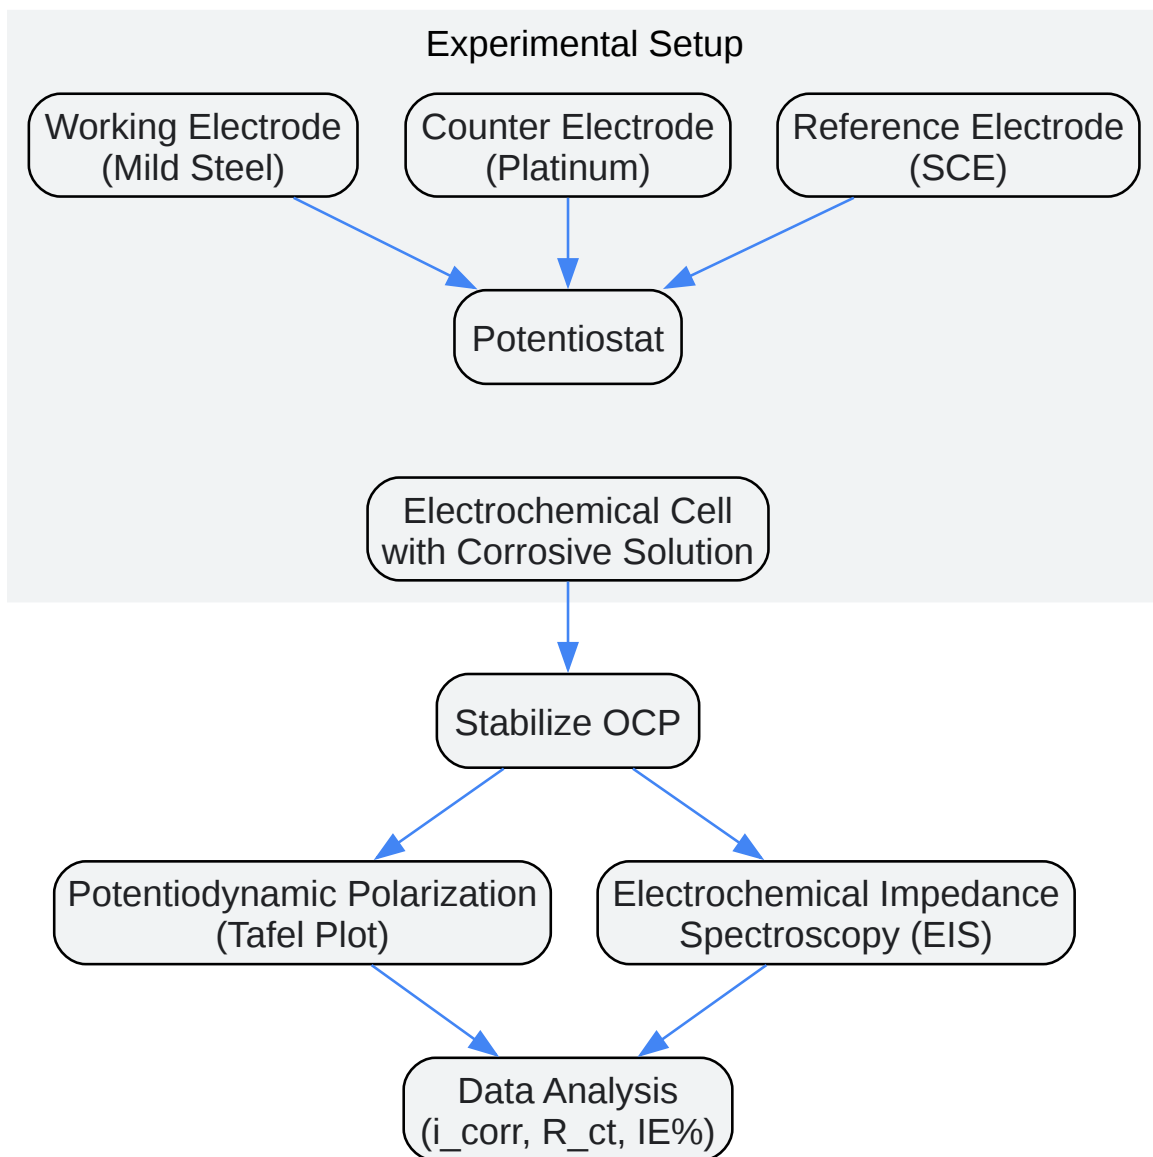 Experimental Setup
Working Electrode
(Mild Steel)
Counter Electrode
(Platinum)
Reference Electrode
(SCE)
Potentiostat
Electrochemical Cell
with Corrosive Solution
Stabilize OCP
Potentiodynamic Polarization
(Tafel Plot)
Electrochemical Impedance
Spectroscopy (EIS)
Data Analysis
(i_corr, R_ct, IE%)